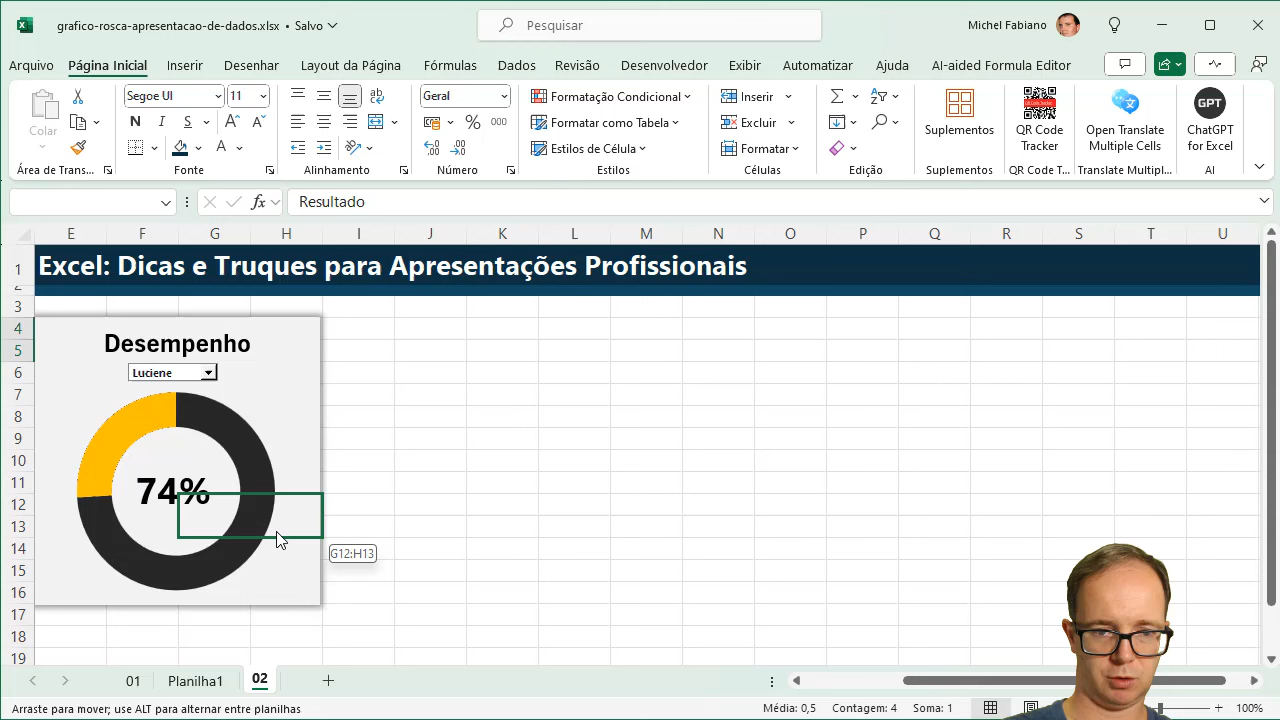 grafico-rosca-apresentacao-de-dados.xlsx • Salvo
Pesquisar
Michel Fabiano
Arquivo Página Inicial Inserir Desenhar Layout da Página Fórmulas Dados Revisão Desenvolvedor Exibir Automatizar Ajuda AI-aided Formula Editor
Colar
Área de Trans...
Segoe UI 11
N I S A A
A
Fonte
ab
Alinhamento
Geral
% 000
Número
Formatação Condicional
Formatar como Tabela
Estilos de Célula
Estilos
Inserir
Excluir
Formatar
Células
Edição
Suplementos
Suplementos
QR Code Tracker
QR Code T...
Open Translate Multiple Cells
Translate Multipl...
GPT
ChatGPT for Excel
AI
fx Resultado
E F G H I J K L M N O P Q R S T U
1 Excel: Dicas e Truques para Apresentações Profissionais
2
3
4
5
6
7
8
9
10
11
12
13
14
15
16
17
18
19
Desempenho
Luciene
74%
G12:H13
01 Planilha1 02
Arraste para mover; use ALT para alternar entre planilhas Média: 0,5 Contagem: 4 Soma: 1 100%